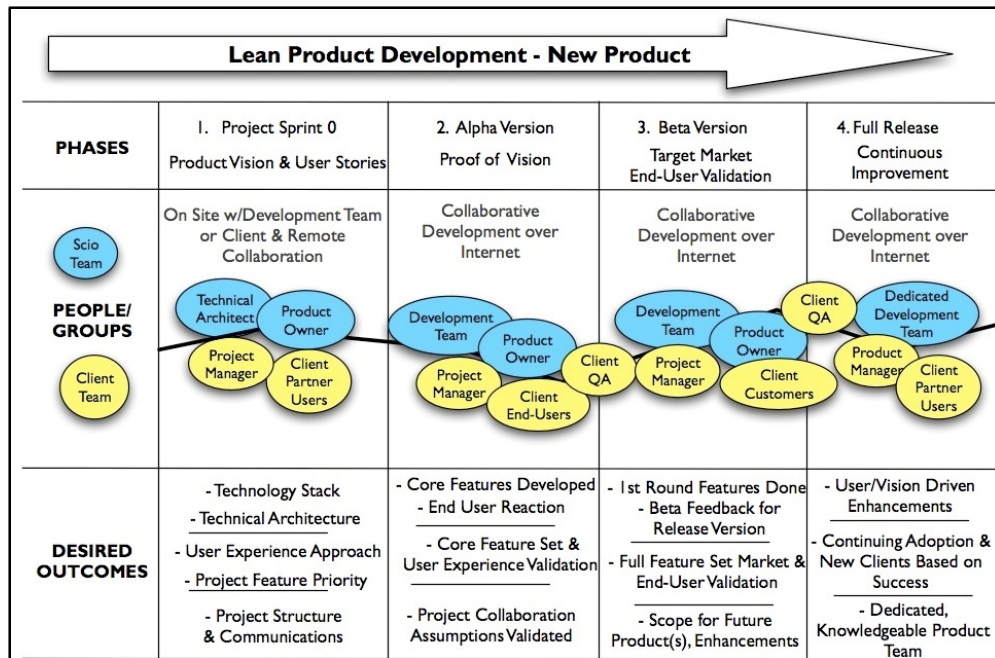 Lean Product Development - New Product
PHASES
1. Project Sprint 0
Product Vision & User Stories
2. Alpha Version
Proof of Vision
3. Beta Version
Target Market
End-User Validation
4. Full Release
Continuous
Improvement
PEOPLE/
GROUPS
Scio
Team
Client
Team
On Site w/Development Team
or Client & Remote
Collaboration
Technical
Architect
Product
Owner
Project
Manager
Client
Partner
Users
Collaborative
Development over
Internet
Development
Team
Product
Owner
Project
Manager
Client
End-Users
Client
QA
Collaborative
Development over
Internet
Development
Team
Product
Owner
Project
Manager
Client
Customers
Collaborative
Development over
Internet
Client
QA
Dedicated
Development
Team
Product
Manager
Client
Partner
Users
DESIRED
OUTCOMES
- Technology Stack
- Technical Architecture
- User Experience Approach
- Project Feature Priority
- Project Structure
& Communications
- Core Features Developed
- End User Reaction
- Core Feature Set &
User Experience Validation
- Project Collaboration
Assumptions Validated
- 1st Round Features Done
- Beta Feedback for
Release Version
- Full Feature Set Market &
End-User Validation
- Scope for Future
Product(s), Enhancements
- User/Vision Driven
Enhancements
- Continuing Adoption &
New Clients Based on
Success
- Dedicated,
Knowledgeable Product
Team